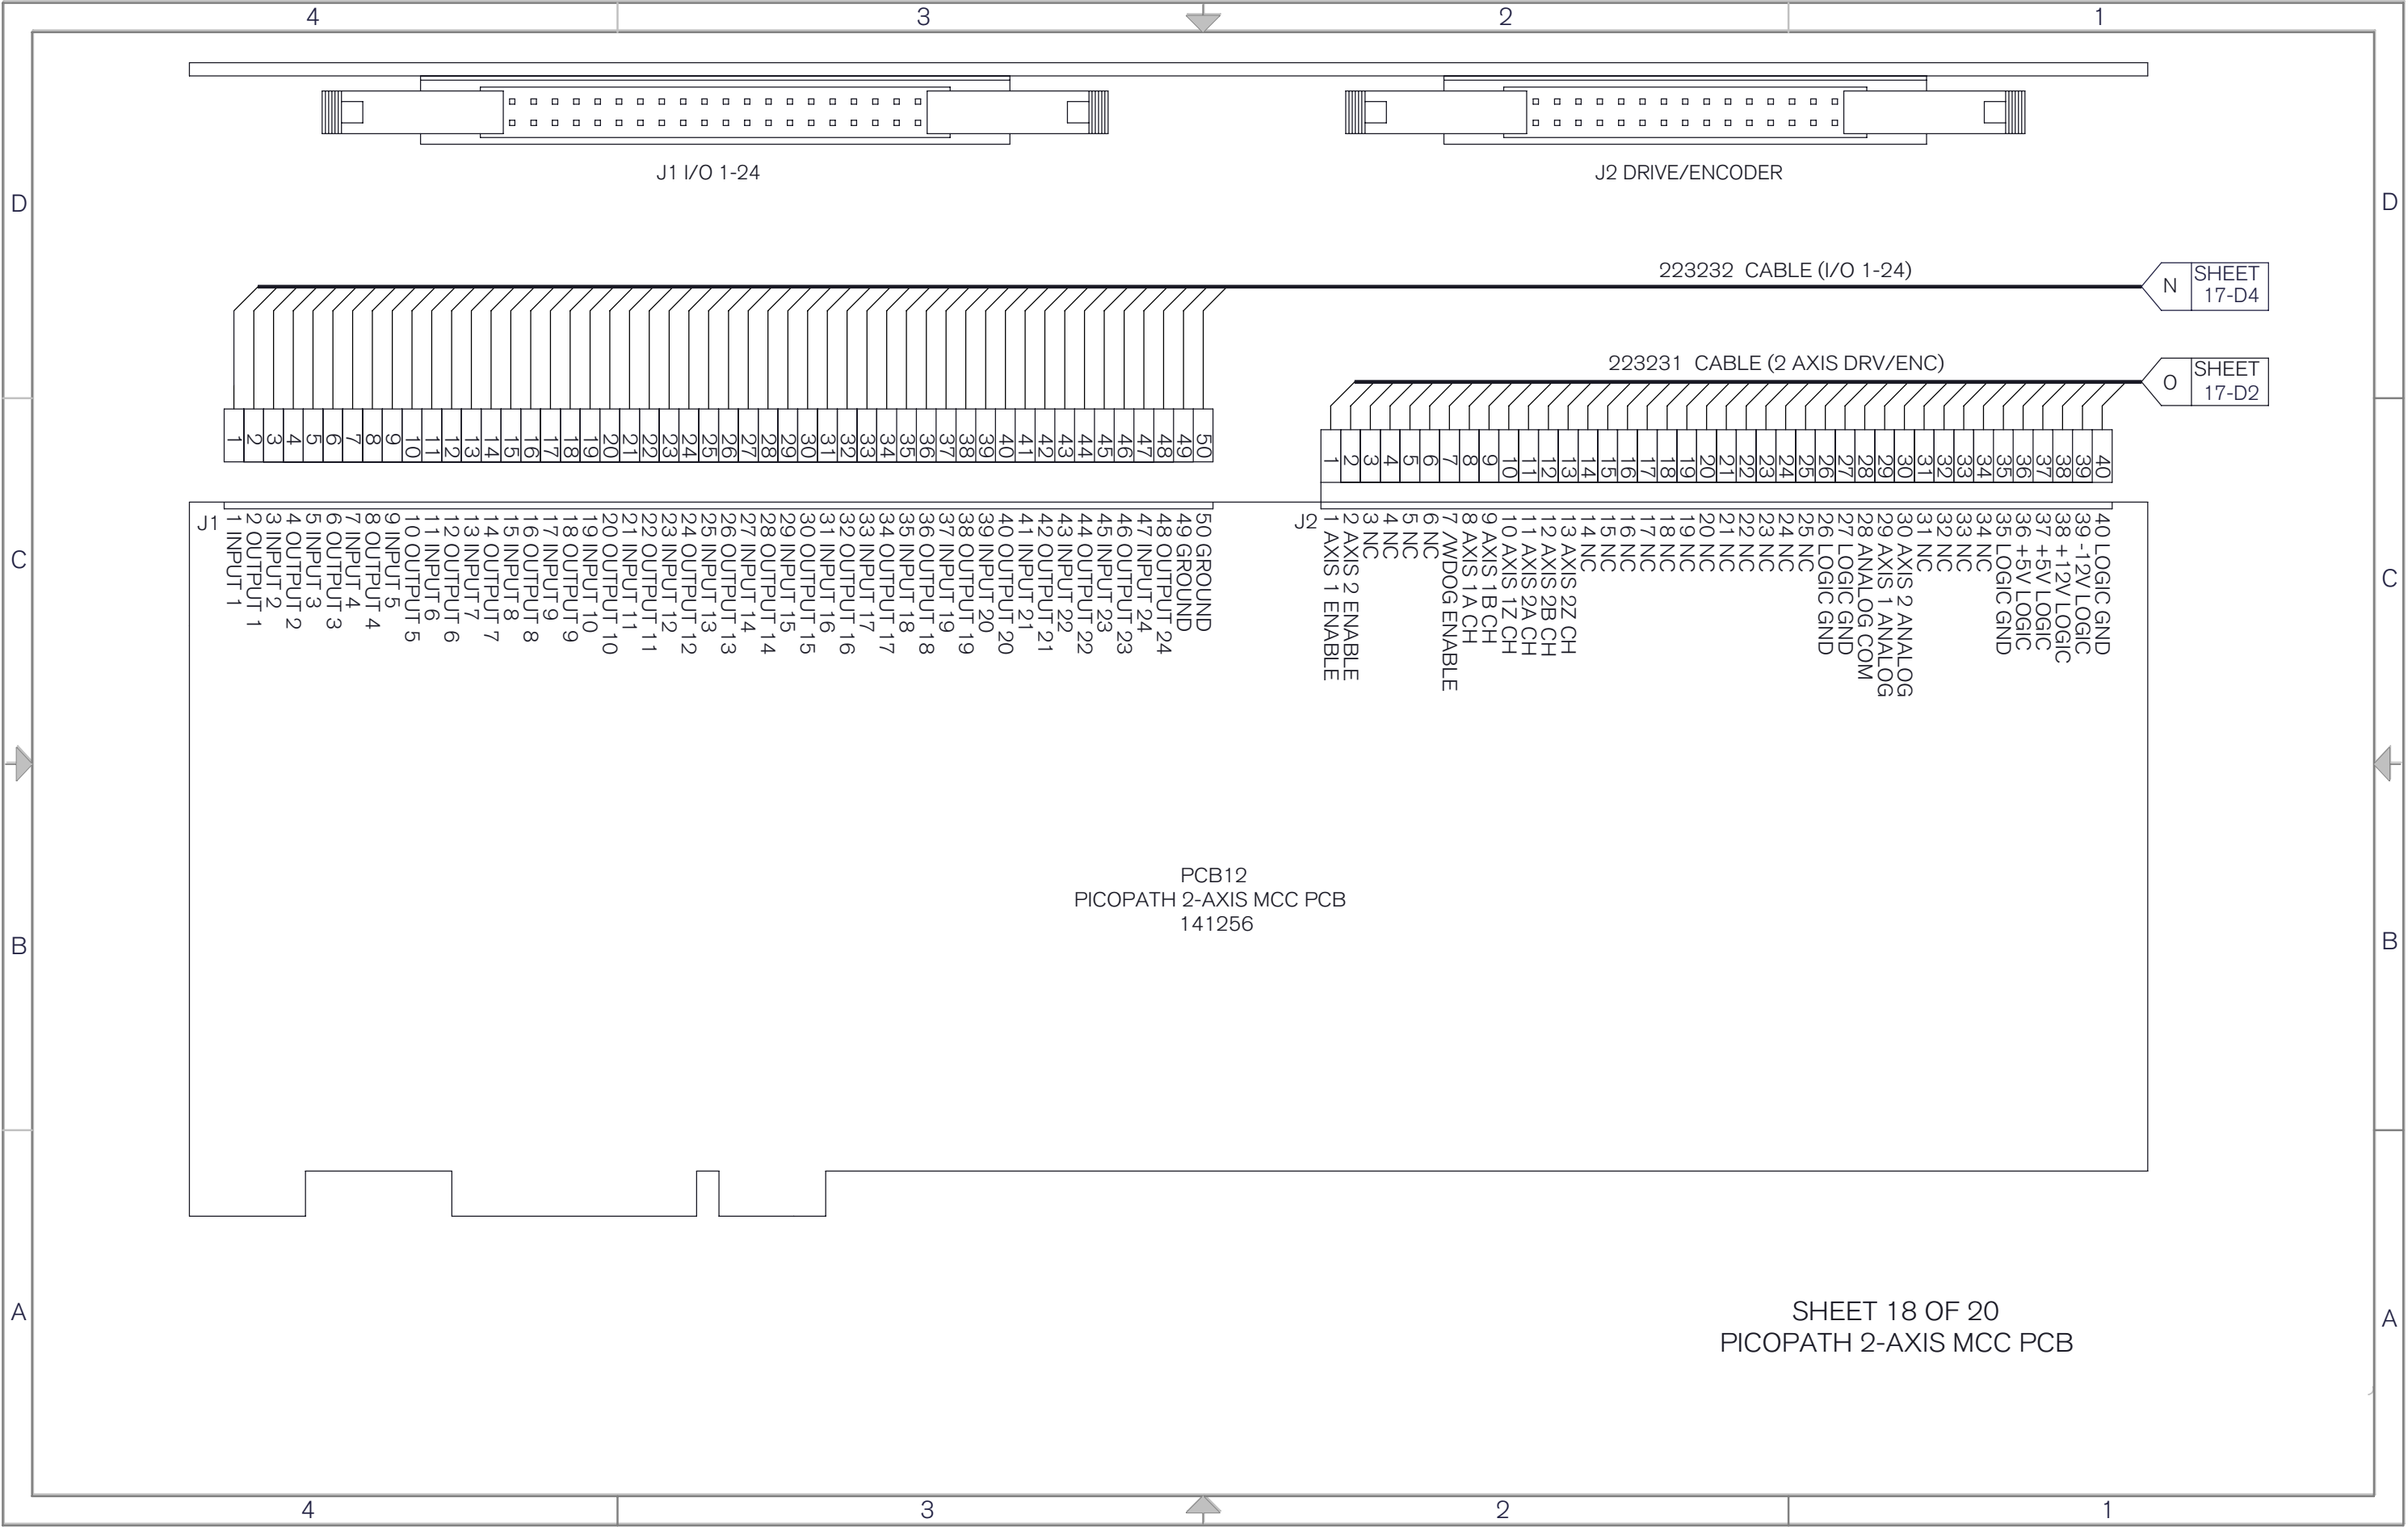 4 3 2 1
J1 I/O 1-24
J2 DRIVE/ENCODER
D D
223232 CABLE (I/O 1-24)
N
SHEET
17-D4
223231 CABLE (2 AXIS DRV/ENC)
O
SHEET
17-D2
1 2 3 4 5 6 7 8 9 10 11 12 13 14 15 16 17 18 19 20 21 22 23 24 25 26 27 28 29 30 31 32 33 34 35 36 37 38 39 40 41 42 43 44 45 46 47 48 49 50
1 2 3 4 5 6 7 8 9 10 11 12 13 14 15 16 17 18 19 20 21 22 23 24 25 26 27 28 29 30 31 32 33 34 35 36 37 38 39 40
J1
1 INPUT 1
2 OUTPUT 1
3 INPUT 2
4 OUTPUT 2
5 INPUT 3
6 OUTPUT 3
7 INPUT 4
8 OUTPUT 4
9 INPUT 5
10 OUTPUT 5
11 INPUT 6
12 OUTPUT 6
13 INPUT 7
14 OUTPUT 7
15 INPUT 8
16 OUTPUT 8
17 INPUT 9
18 OUTPUT 9
19 INPUT 10
20 OUTPUT 10
21 INPUT 11
22 OUTPUT 11
23 INPUT 12
24 OUTPUT 12
25 INPUT 13
26 OUTPUT 13
27 INPUT 14
28 OUTPUT 14
29 INPUT 15
30 OUTPUT 15
31 INPUT 16
32 OUTPUT 16
33 INPUT 17
34 OUTPUT 17
35 INPUT 18
36 OUTPUT 18
37 INPUT 19
38 OUTPUT 19
39 INPUT 20
40 OUTPUT 20
41 INPUT 21
42 OUTPUT 21
43 INPUT 22
44 OUTPUT 22
45 INPUT 23
46 OUTPUT 23
47 INPUT 24
48 OUTPUT 24
49 GROUND
50 GROUND
J2
1 AXIS 1 ENABLE
2 AXIS 2 ENABLE
3 NC
4 NC
5 NC
6 NC
7 /WDOG ENABLE
8 AXIS 1A CH
9 AXIS 1B CH
10 AXIS 1Z CH
11 AXIS 2A CH
12 AXIS 2B CH
13 AXIS 2Z CH
14 NC
15 NC
16 NC
17 NC
18 NC
19 NC
20 NC
21 NC
22 NC
23 NC
24 NC
25 NC
26 LOGIC GND
27 LOGIC GND
28 ANALOG COM
29 AXIS 1 ANALOG
30 AXIS 2 ANALOG
31 NC
32 NC
33 NC
34 NC
35 LOGIC GND
36 +5V LOGIC
37 +5V LOGIC
38 +12V LOGIC
39 -12V LOGIC
40 LOGIC GND
C C
PCB12
PICOPATH 2-AXIS MCC PCB
141256
B B
SHEET 18 OF 20
PICOPATH 2-AXIS MCC PCB
A A
4 3 2 1